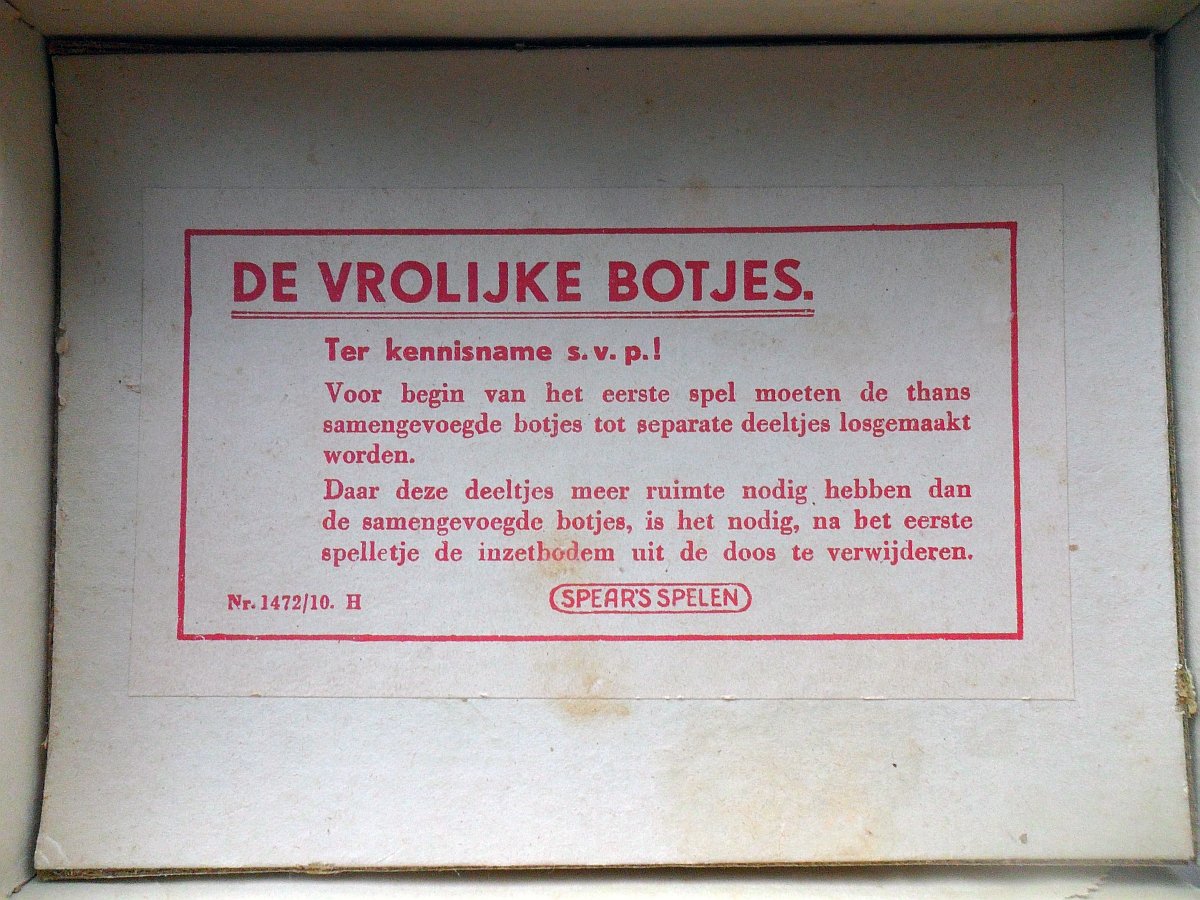 DE VROLIJKE BOTJES.
Ter kennisname s.v.p.!
Voor begin van het eerste spel moeten de thans
samengevoegde botjes tot separate deeltjes losgemaakt
worden.
Daar deze deeltjes meer ruimte nodig hebben dan
de samengevoegde botjes, is het nodig, na het eerste
spelletje de inzetbodem uit de doos te verwijderen.
Nr. 1472/10. H
SPEAR'S SPELEN